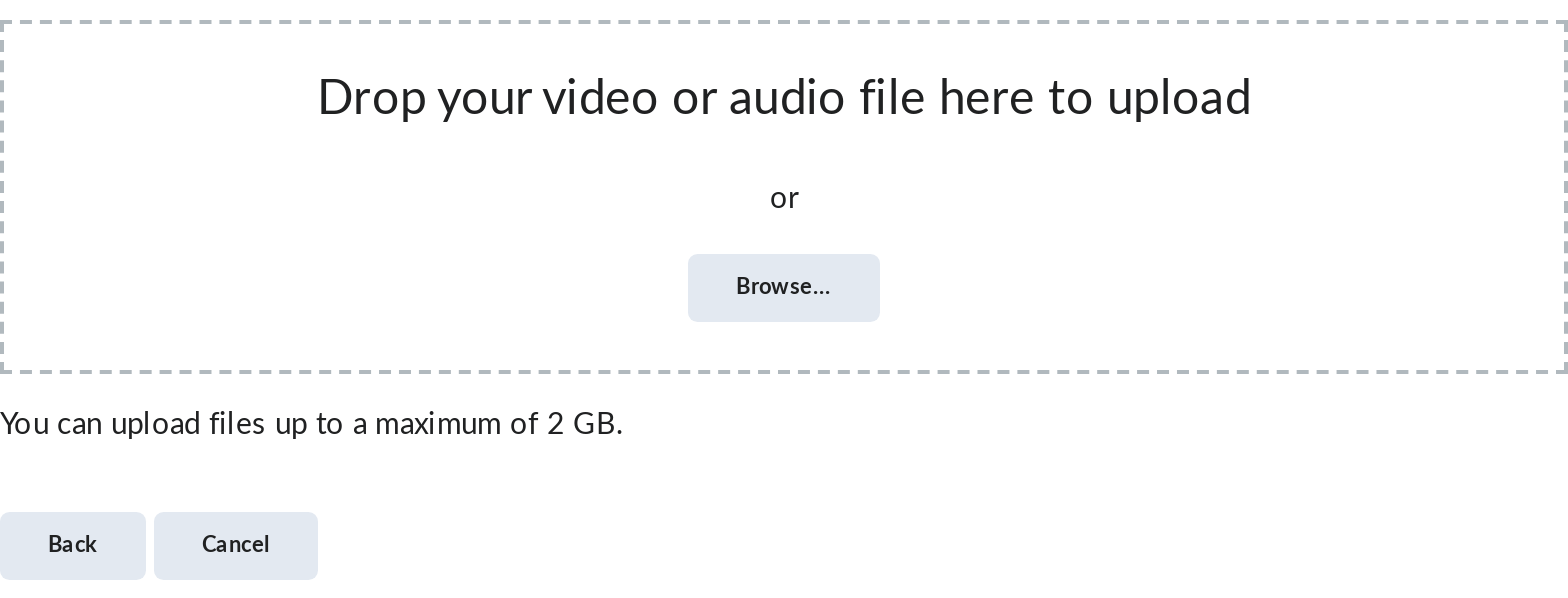 Drop your video or audio file here to upload
or
Browse...
You can upload files up to a maximum of 2 GB.
Back
Cancel